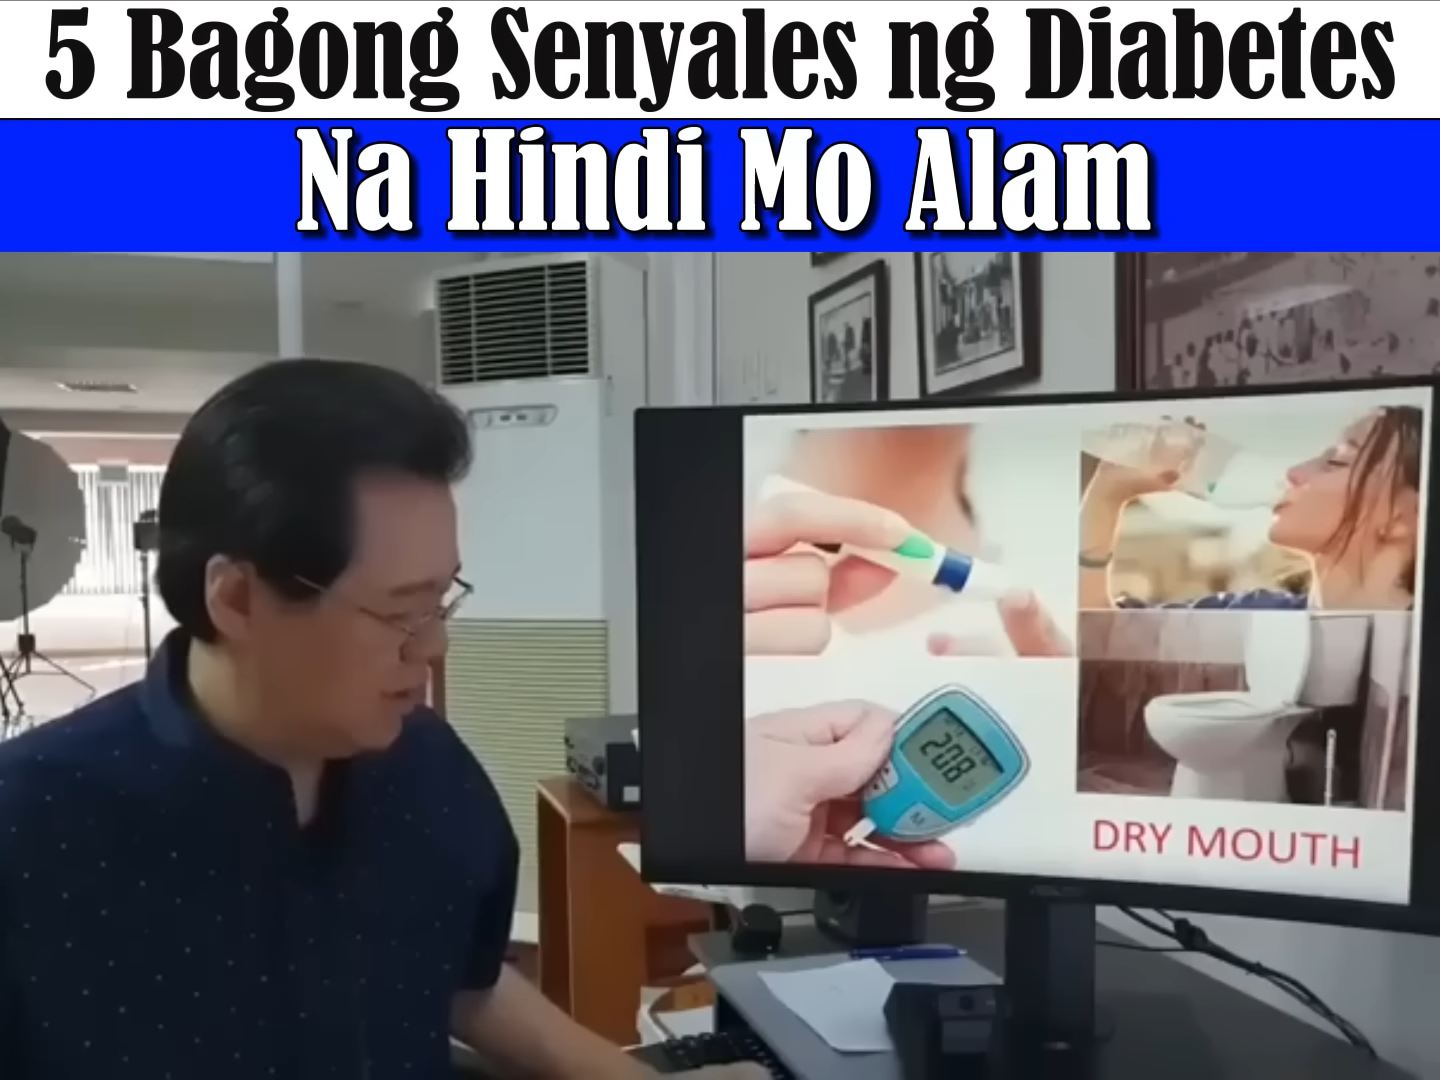 5 Bagong Senyales ng Diabetes
Na Hindi Mo Alam
208
M
DRY MOUTH